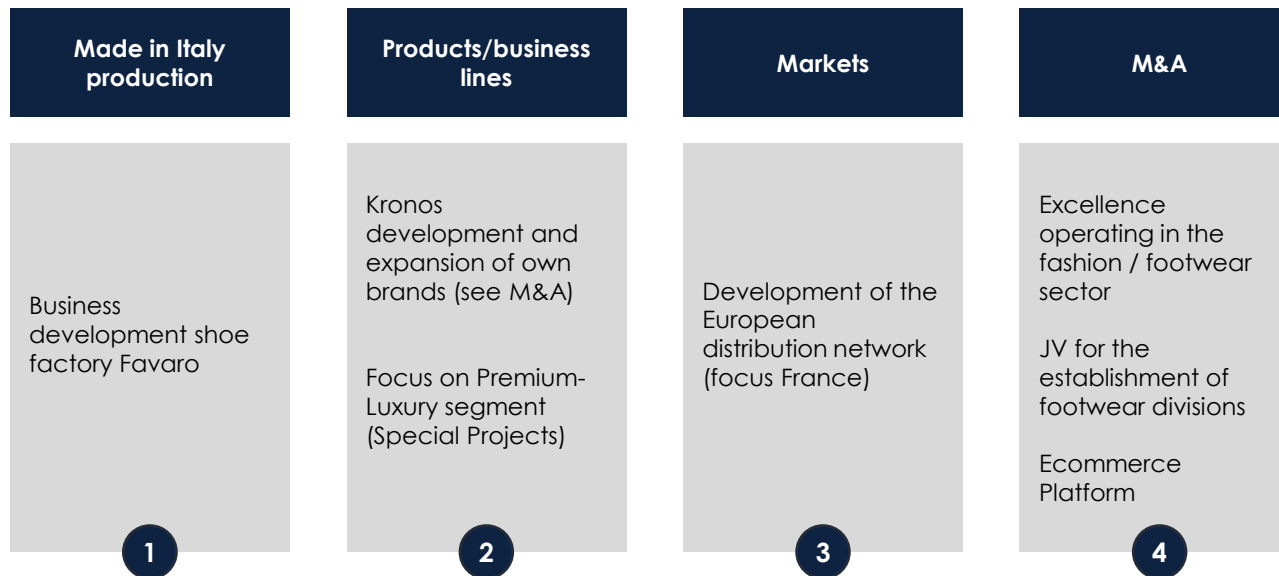 Made in Italy
production
Business
development shoe
factory Favaro
1
Products/business
lines
Kronos
development and
expansion of own
brands (see M&A)
Focus on Premium-
Luxury segment
(Special Projects)
2
Markets
Development of the
European
distribution network
(focus France)
3
M&A
Excellence
operating in the
fashion / footwear
sector
JV for the
establishment of
footwear divisions
Ecommerce
Platform
4